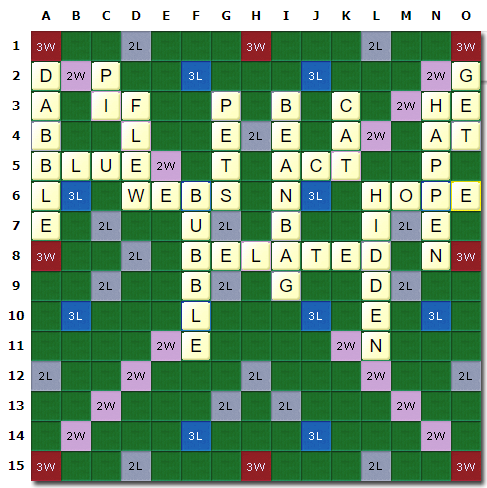 A B C D E F G H I J K L M N O
1 3W 2L 3W 2L 3W
2 D 2W P 3L 3L 2W G
3 A I F P B C 2W H E
4 B L E 2L E A 2W A T
5 B L U E 2W T A C T P
6 L 3L W E B S N 3L H O P E
7 E 2L U 2L B I 2L E
8 3W 2L B E L A T E D N 3W
9 2L B 2L G D 2L
10 3L L 3L E 3L
11 2W E 2W N
12 2L 2W 2L 2W 2L
13 2W 2L 2L 2W
14 2W 3L 3L 2W
15 3W 2L 3W 2L 3W